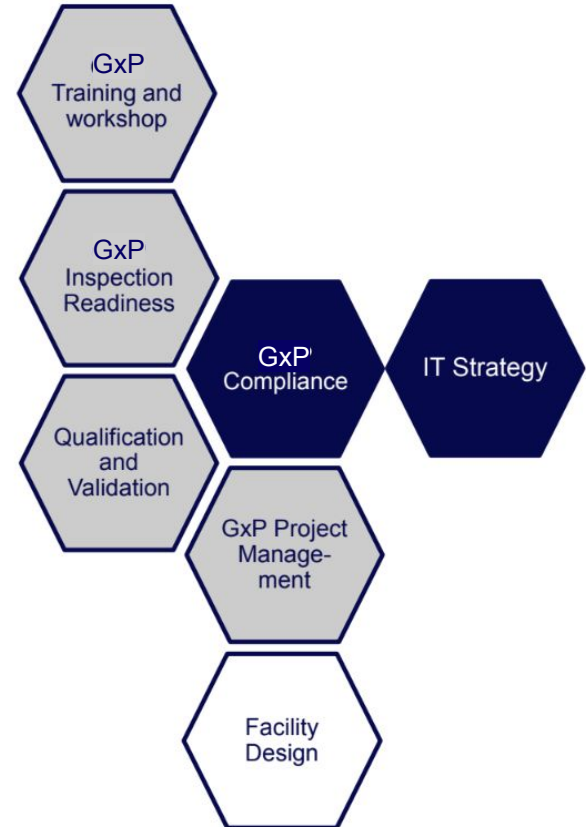 GxP
Training and
workshop
GxP
Inspection
Readiness
GxP
Compliance
IT Strategy
Qualification
and
Validation
GxP Project
Manage-
ment
Facility
Design